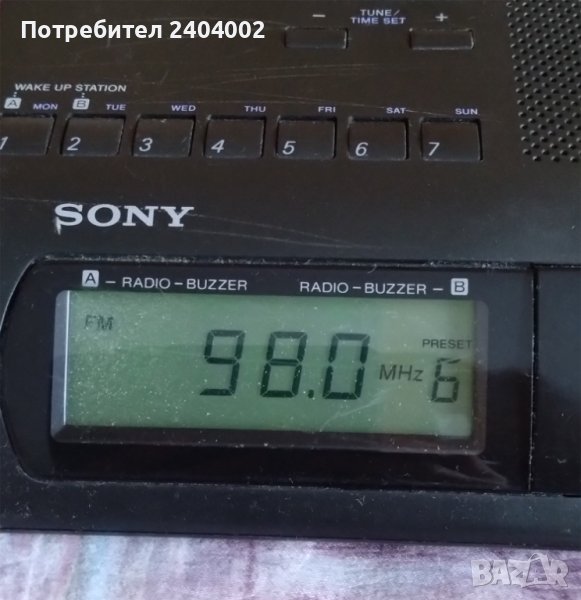 Потребител 2404002
– TUNE/ TIME SET +
WAKE UP STATION
A MON B TUE WED THU FRI SAT SUN
1 2 3 4 5 6 7
SONY
A – RADIO – BUZZER RADIO – BUZZER – B
FM 98.0 MHz PRESET 6
BAZAR